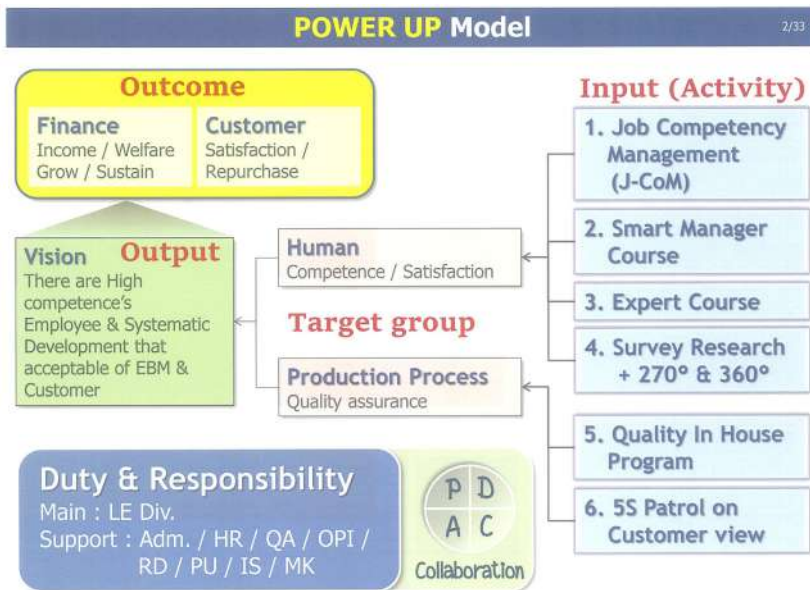 POWER UP Model
2/33
Outcome
Finance
Income / Welfare
Grow / Sustain
Customer
Satisfaction /
Repurchase
Vision
Output
There are High
competence's
Employee & Systematic
Development that
acceptable of EBM &
Customer
Human
Competence / Satisfaction
Target group
Production Process
Quality assurance
Input (Activity)
1. Job Competency
Management
(J-CoM)
2. Smart Manager
Course
3. Expert Course
4. Survey Research
+ 270° & 360°
5. Quality In House
Program
6. 5S Patrol on
Customer view
Duty & Responsibility
Main : LE Div.
Support : Adm. / HR / QA / OPI /
RD / PU / IS / MK
P D
A C
Collaboration